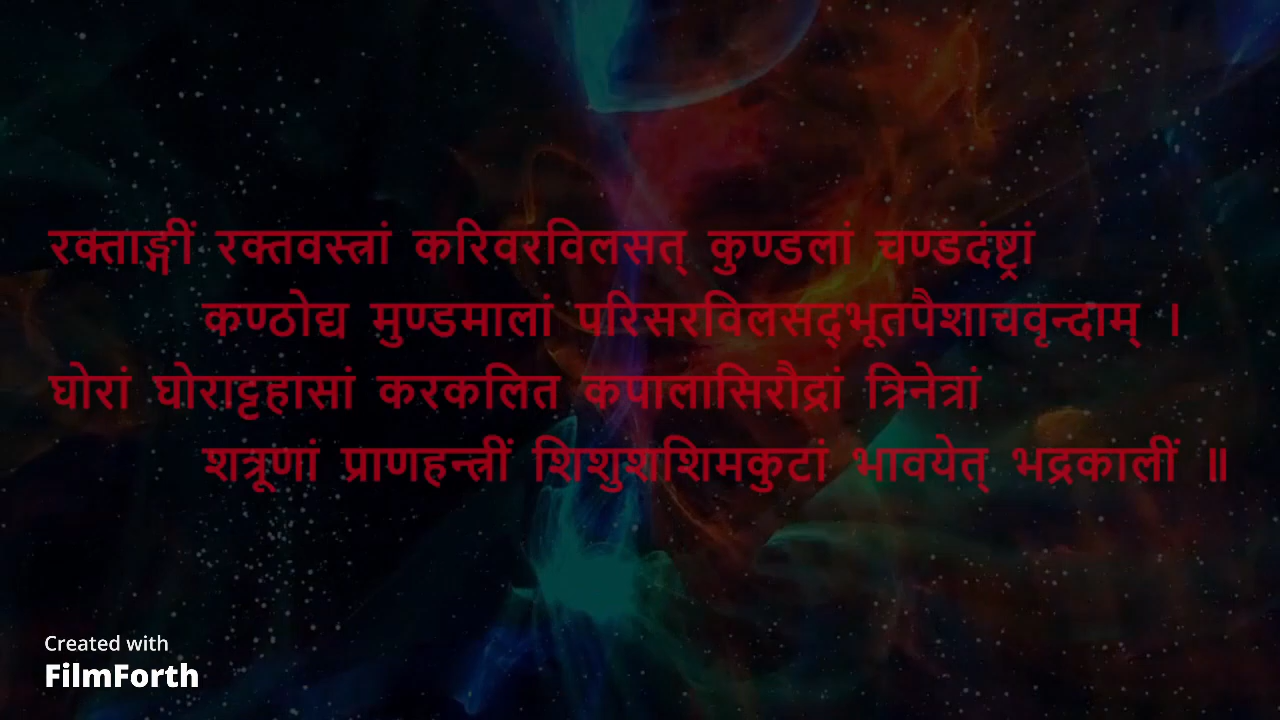 रक्ताङ्गीं रक्तवस्त्रां करिवरविलसत् कुण्डलां चण्डदंष्ट्रां
कण्ठोद्य मुण्डमालां परिसरविलसद्भूतपैशाचवृन्दाम् ।
घोरां घोराट्टहासां करकलित कपालासिरौद्रां त्रिनेत्रां
शत्रूणां प्राणहन्त्रीं शिशुशशिमकुटां भावयेत् भद्रकालीं ॥
Created with
FilmForth